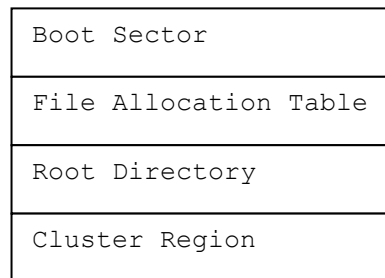 Boot Sector
File Allocation Table
Root Directory
Cluster Region